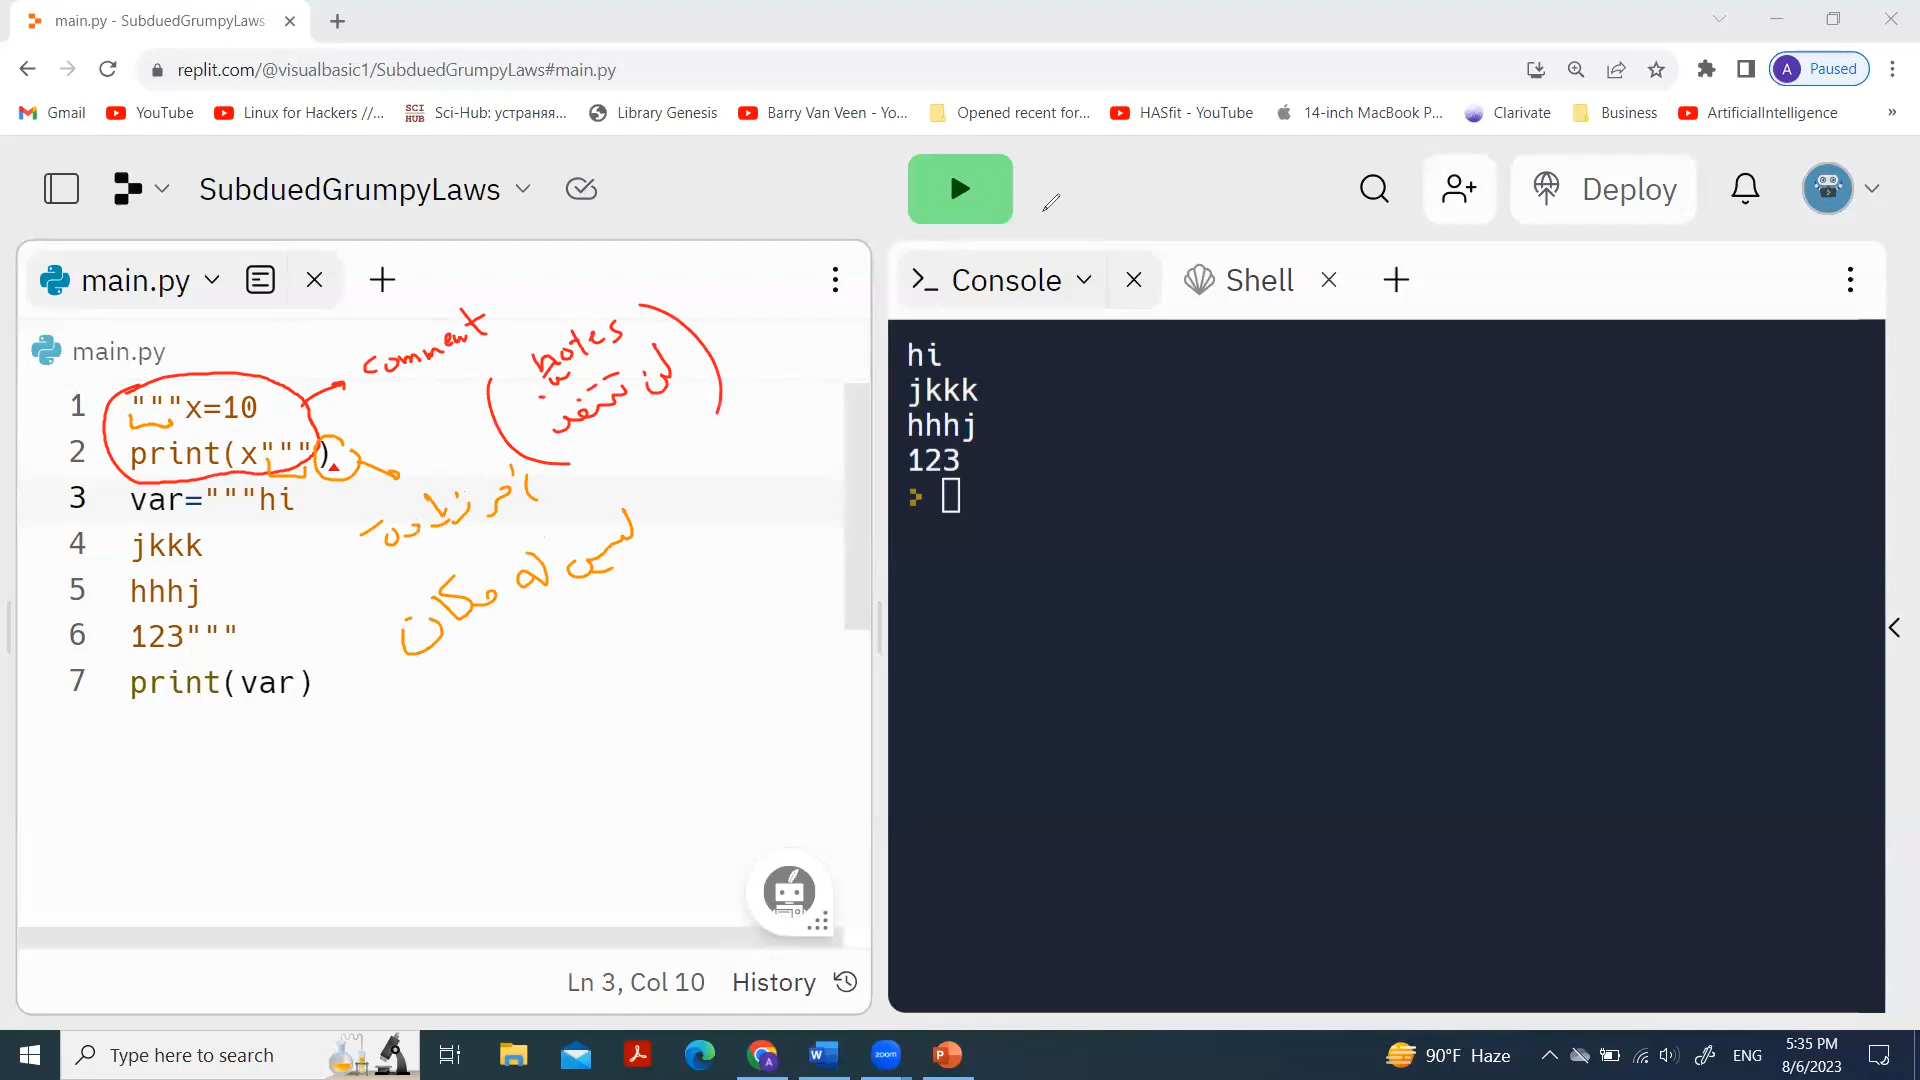 main.py - SubduedGrumpyLaws
replit.com/@visualbasic1/SubduedGrumpyLaws#main.py
A Paused
Gmail YouTube Linux for Hackers //... SCI HUB Sci-Hub: устраняя... Library Genesis Barry Van Veen - Yo... Opened recent for... HASfit - YouTube 14-inch MacBook P... Clarivate Business ArtificialIntelligence »
SubduedGrumpyLaws
Deploy
main.py
Console
Shell
main.py
comment
notes
لن تتنفذ
1 """x=10
2 print(x""")
3 var="""hi
4 jkkk
5 hhhj
6 123"""
7 print(var)
ليس له مكان
hi
jkkk
hhhj
123
Ln 3, Col 10 History
Type here to search
zoom
90°F Haze
ENG
5:35 PM
8/6/2023